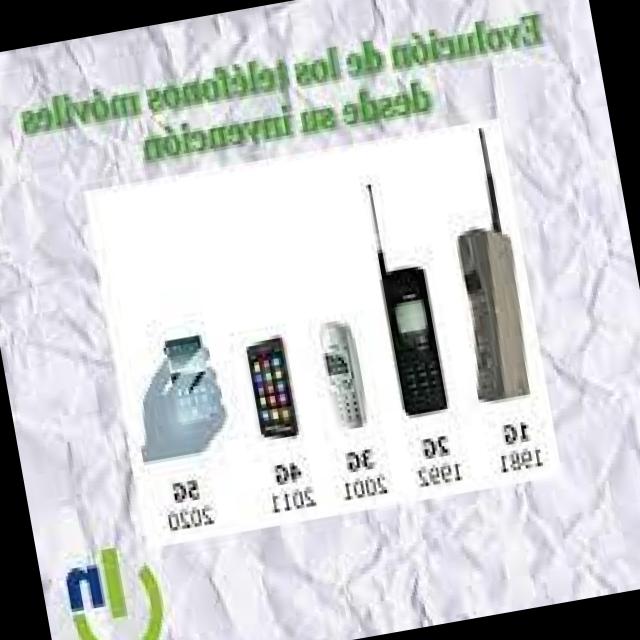 Evolución de los teléfonos móviles
desde su invención
1G 2G 3G 4G 5G
1981 1992 2001 2011 2020